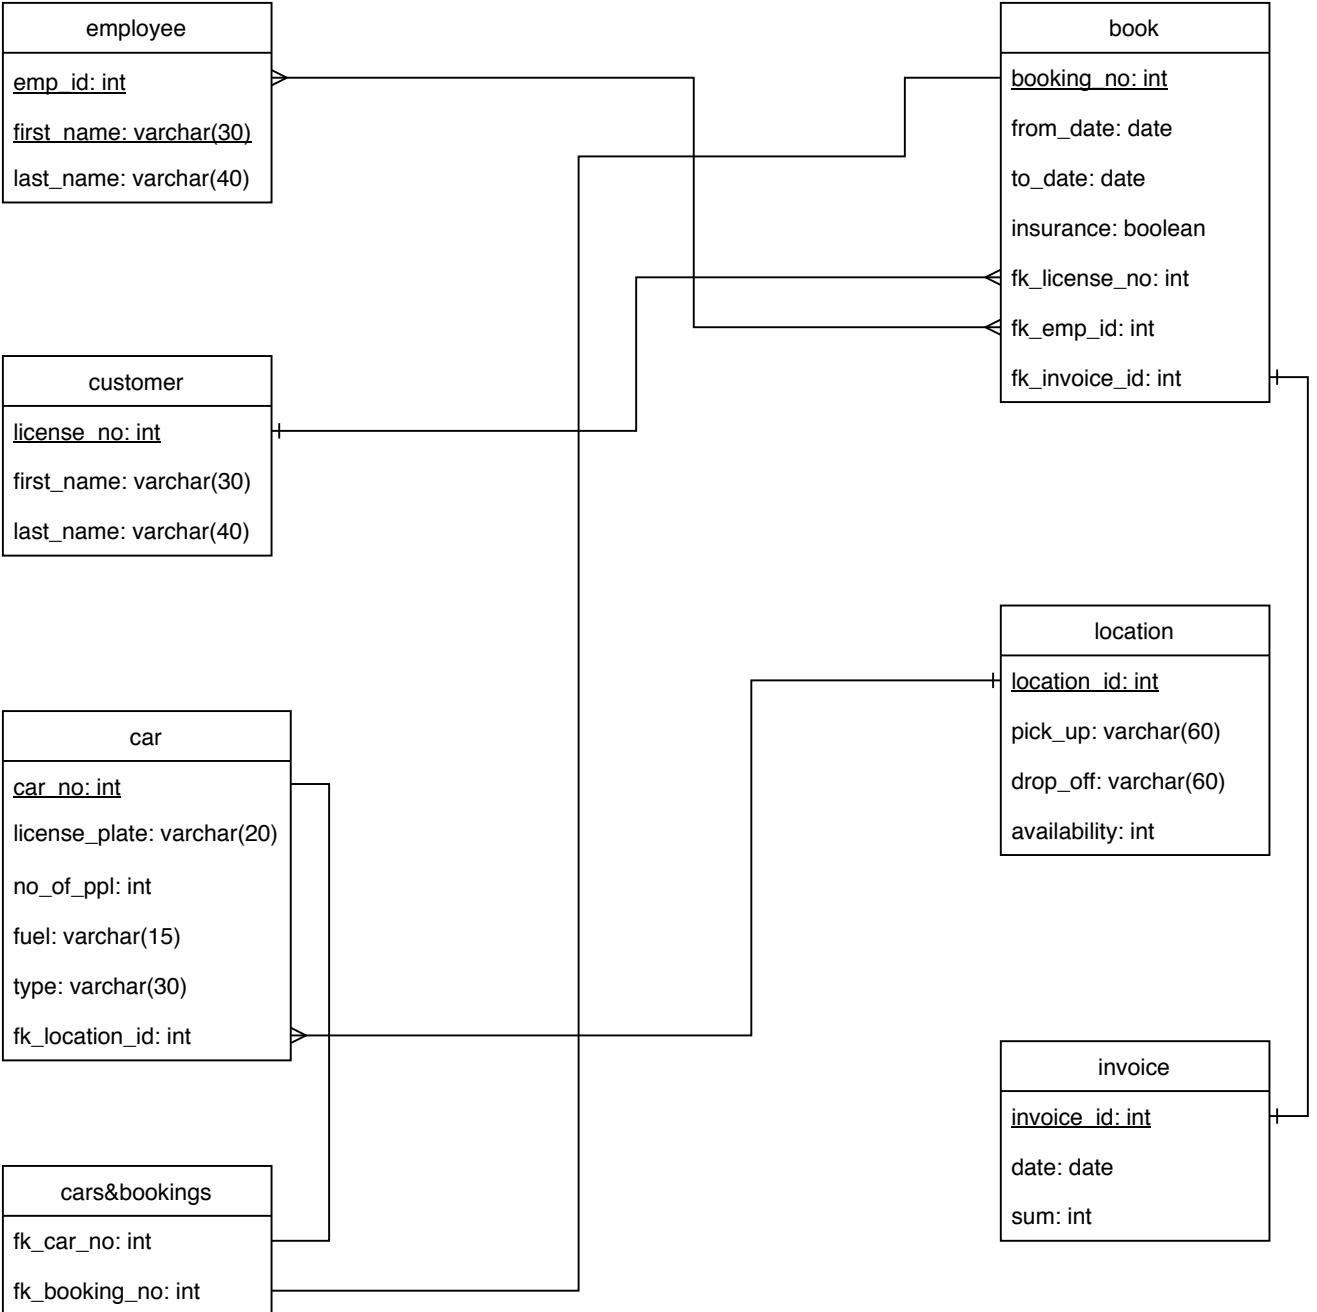 employee
emp_id: int
first_name: varchar(30)
last_name: varchar(40)
book
booking_no: int
from_date: date
to_date: date
insurance: boolean
fk_license_no: int
fk_emp_id: int
fk_invoice_id: int
customer
license_no: int
first_name: varchar(30)
last_name: varchar(40)
location
location_id: int
pick_up: varchar(60)
drop_off: varchar(60)
availability: int
car
car_no: int
license_plate: varchar(20)
no_of_ppl: int
fuel: varchar(15)
type: varchar(30)
fk_location_id: int
invoice
invoice_id: int
date: date
sum: int
cars&bookings
fk_car_no: int
fk_booking_no: int